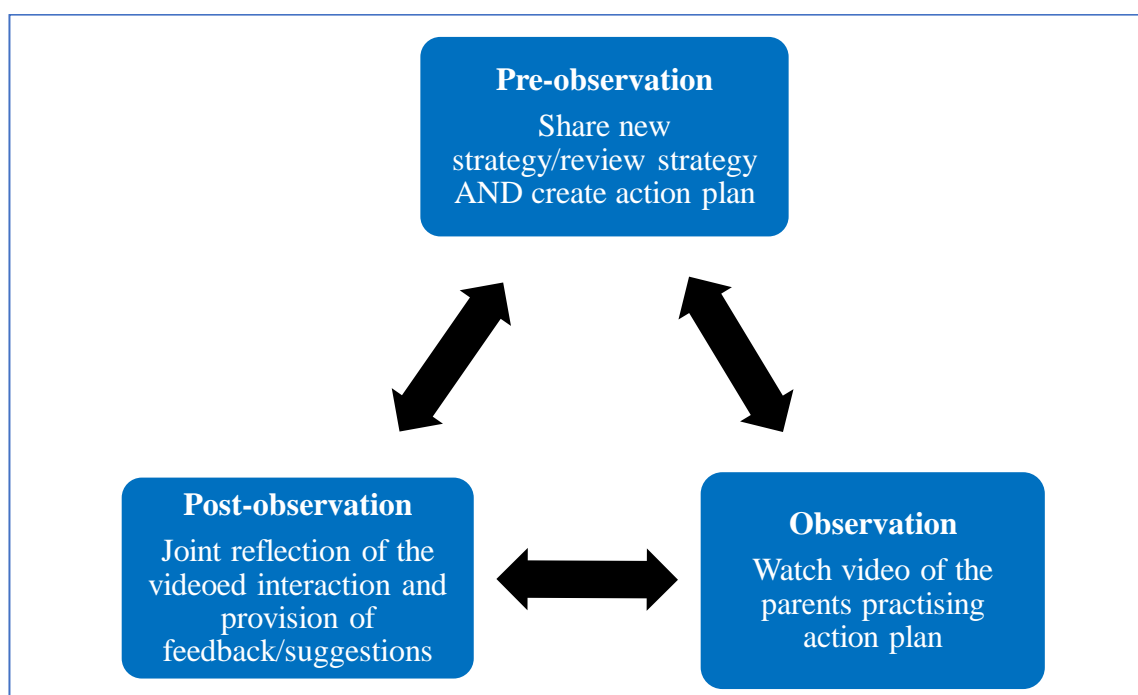 Pre-observation
Share new
strategy/review strategy
AND create action plan
Post-observation
Joint reflection of the
videoed interaction and
provision of
feedback/suggestions
Observation
Watch video of the
parents practising
action plan